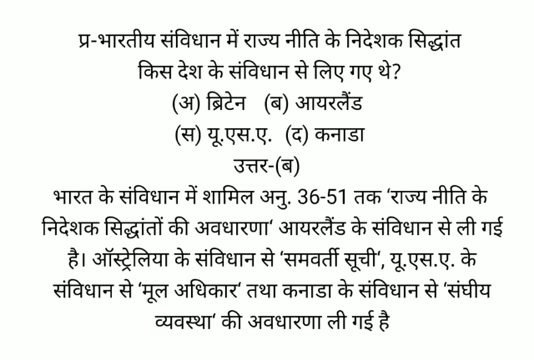 प्र-भारतीय संविधान में राज्य नीति के निदेशक सिद्धांत
किस देश के संविधान से लिए गए थे?
(अ) ब्रिटेन (ब) आयरलैंड
(स) यू.एस.ए. (द) कनाडा
उत्तर-(ब)
भारत के संविधान में शामिल अनु. 36-51 तक ‘राज्य नीति के
निदेशक सिद्धांतों की अवधारणा‘ आयरलैंड के संविधान से ली गई
है। ऑस्ट्रेलिया के संविधान से ‘समवर्ती सूची‘, यू.एस.ए. के
संविधान से ‘मूल अधिकार‘ तथा कनाडा के संविधान से ‘संघीय
व्यवस्था‘ की अवधारणा ली गई है